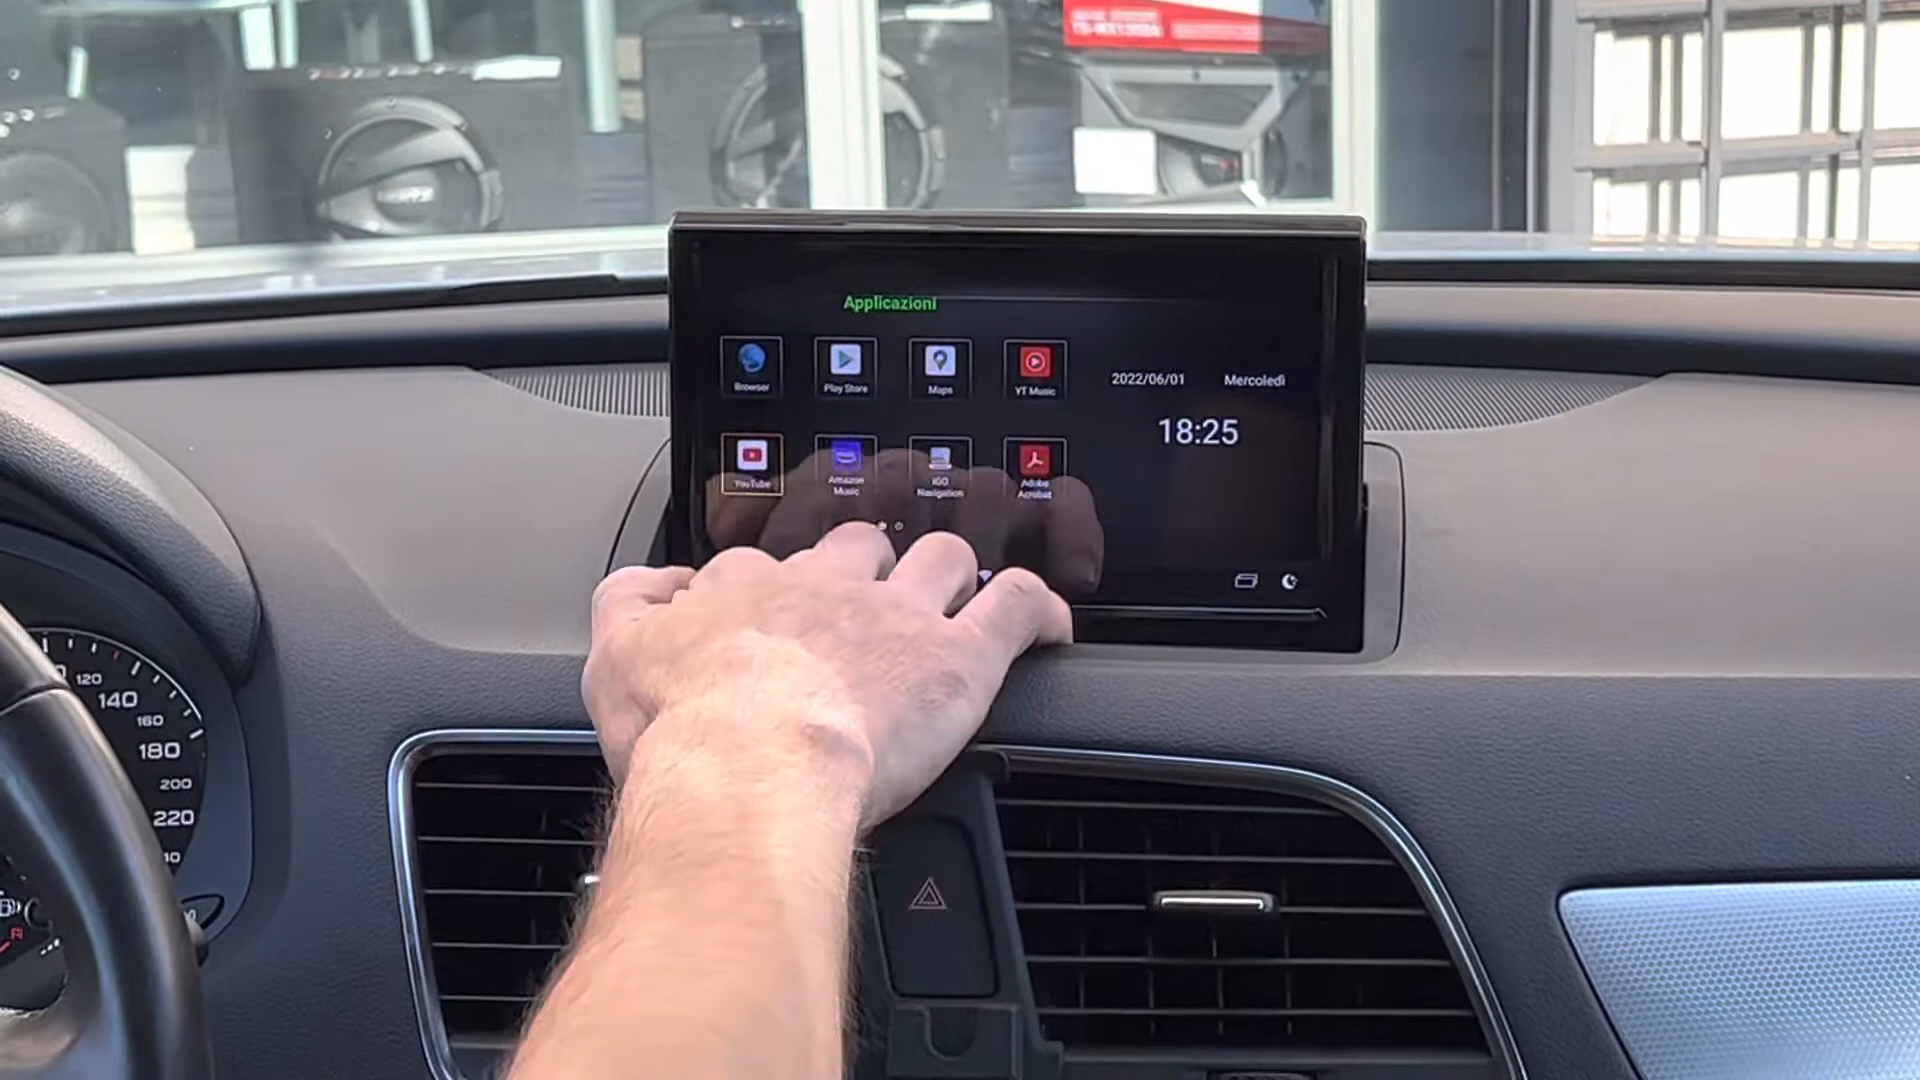 HERTZ
Applicazioni
Browser
Play Store
Maps
YT Music
2022/06/01
Mercoledì
18:25
YouTube
Amazon
Music
iGO
Navigation
Adobe
Acrobat
120
140
160
180
200
220